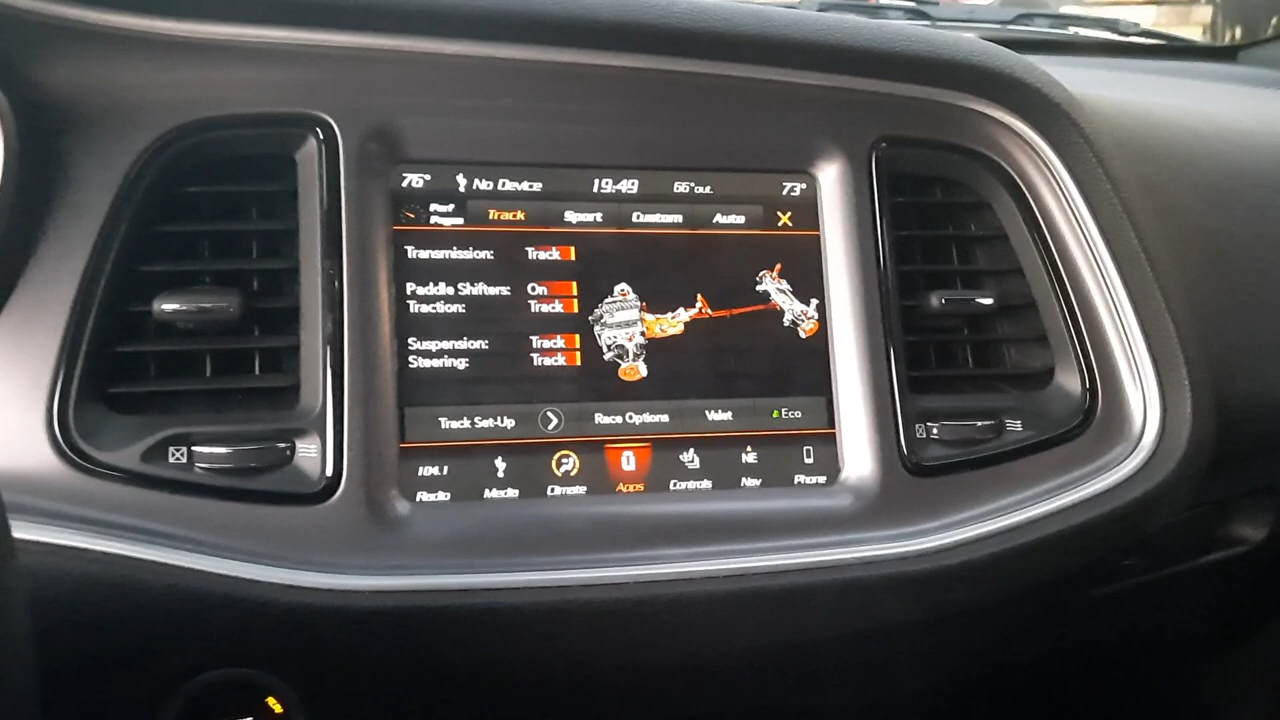 76° No Device 19:49 66°out. 73°
Perf Pages Track Sport Custom Auto X
Transmission: Track
Paddle Shifters: On
Traction: Track
Suspension: Track
Steering: Track
Track Set-Up Race Options Valet Eco
104.1 NE
Radio Media Climate Apps Controls Nav Phone
RUN